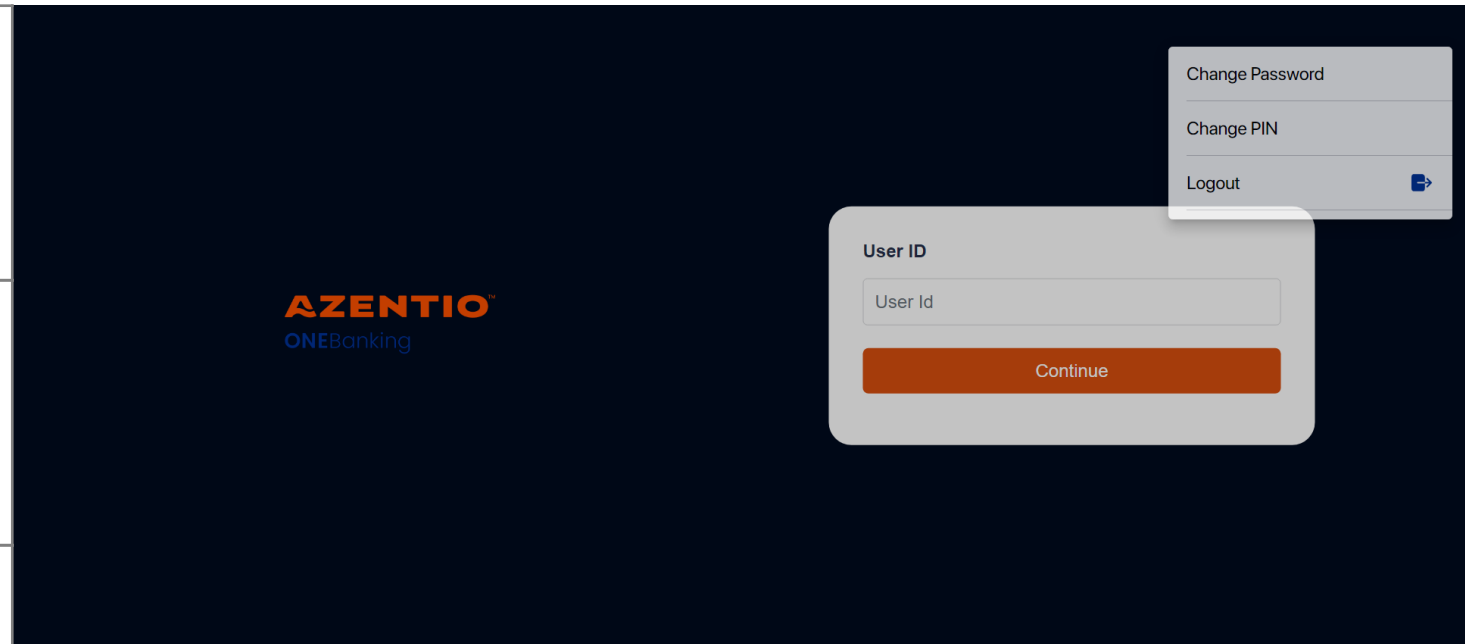 Change Password
Change PIN
Logout
User ID
User Id
Continue
AZENTIO™
ONEBanking